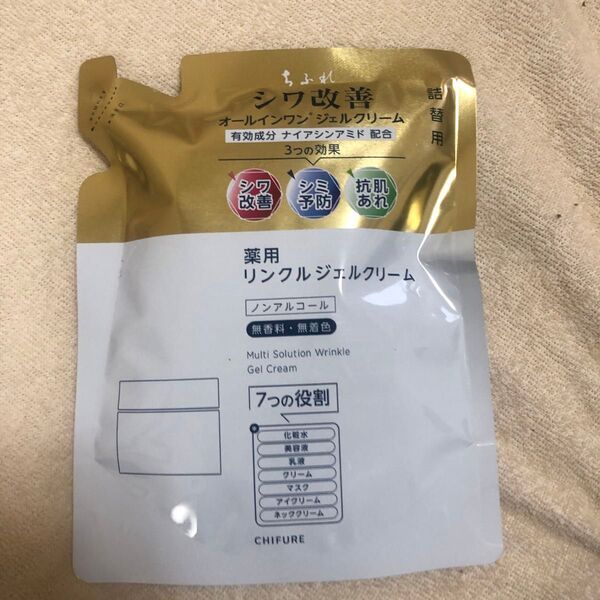 ちふれ
シワ改善
オールインワン*ジェルクリーム
詰替用
有効成分 ナイアシンアミド 配合
3つの効果
シワ改善
シミ予防
抗肌あれ
薬用
リンクルジェルクリーム
ノンアルコール
無香料・無着色
Multi Solution Wrinkle
Gel Cream
7つの役割
化粧水
美容液
乳液
クリーム
マスク
アイクリーム
ネッククリーム
CHIFURE